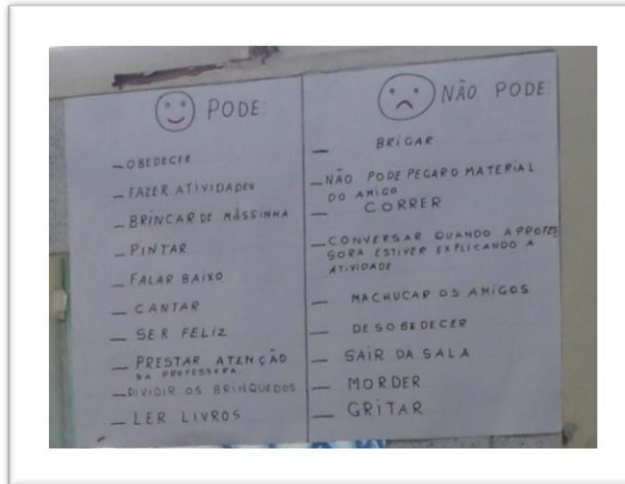 PODE:
— OBEDECER
— FAZER ATIVIDADES
— BRINCAR DE MASSINHA
— PINTAR
— FALAR BAIXO
— CANTAR
— SER FELIZ
— PRESTAR ATENÇÃO
NA PROFESSORA.
— DIVIDIR OS BRINQUEDOS
— LER LIVROS
NÃO PODE:
— BRIGAR
— NÃO PODE PEGAR O MATERIAL
DO AMIGO
— CORRER
— CONVERSAR QUANDO A PROFES
SORA ESTIVER EXPLICANDO A
ATIVIDADE
— MACHUCAR OS AMIGOS
— DESOBEDECER
— SAIR DA SALA
— MORDER
— GRITAR